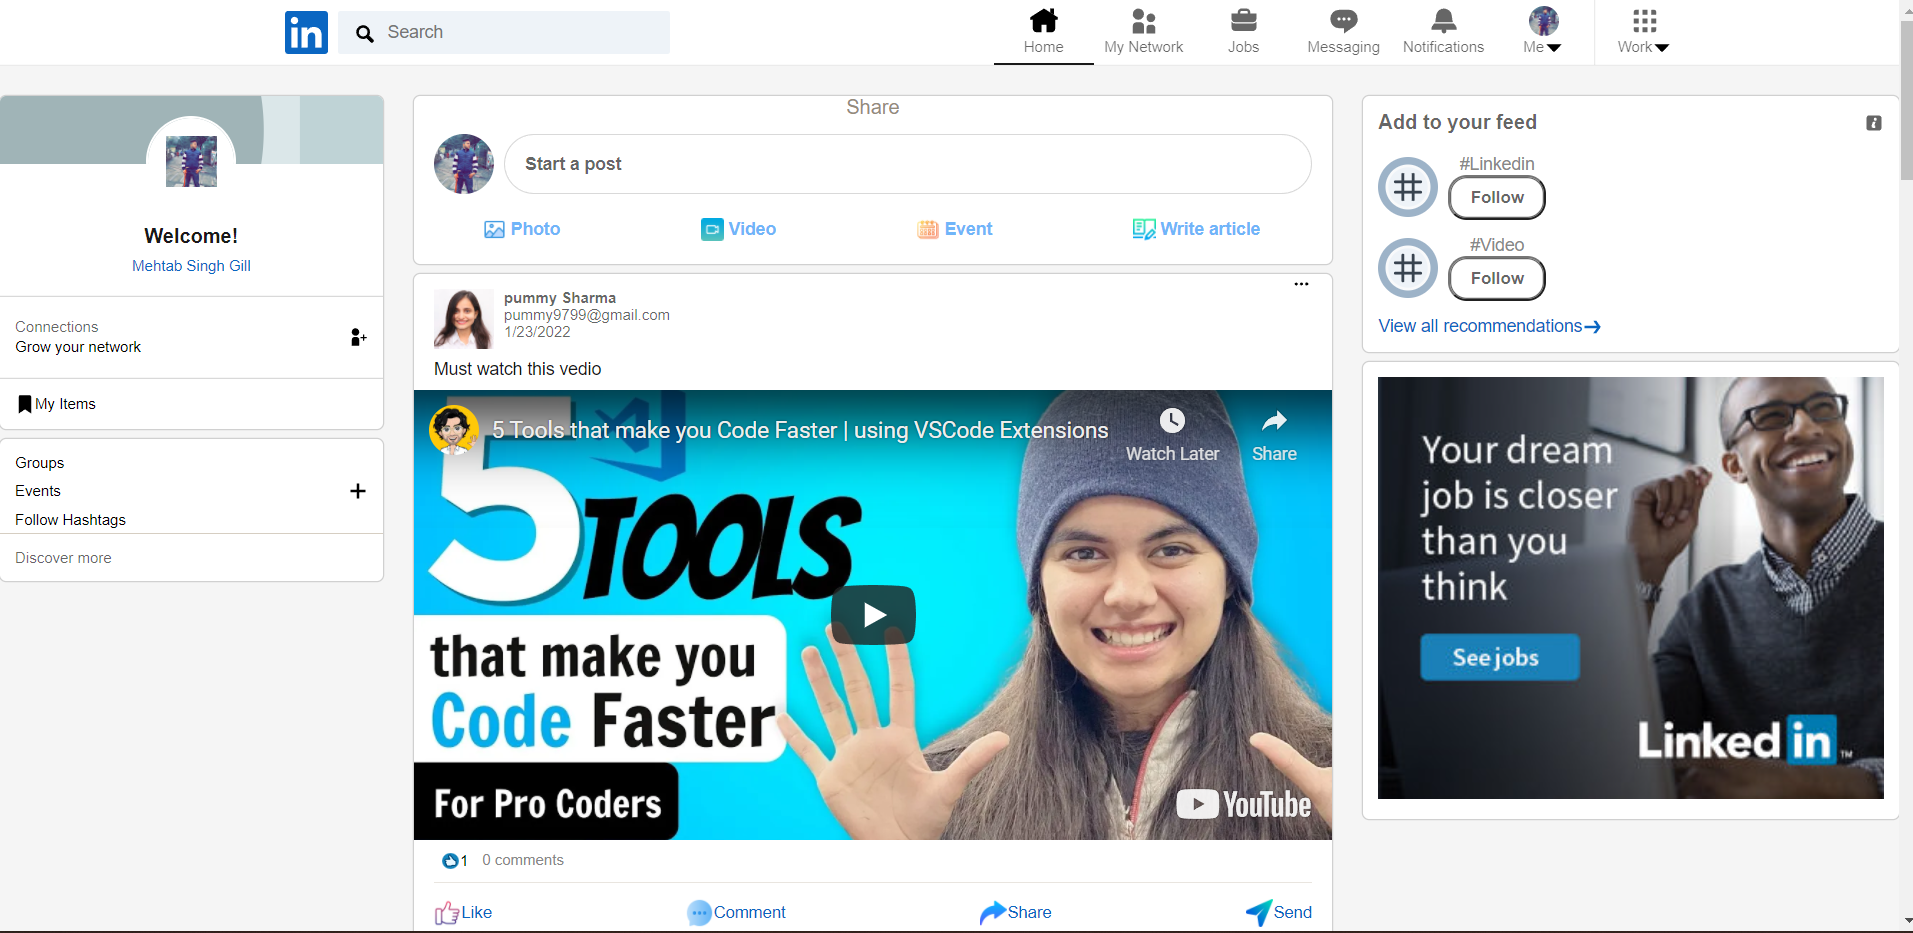 in
Search
Home
My Network
Jobs
Messaging
Notifications
Me
Work
Welcome!
Mehtab Singh Gill
Connections
Grow your network
My Items
Groups
Events
Follow Hashtags
Discover more
Share
Start a post
Photo
Video
Event
Write article
pummy Sharma
pummy9799@gmail.com
1/23/2022
Must watch this vedio
5 Tools that make you Code Faster | using VSCode Extensions
Watch Later
Share
5 TOOLS
that make you
Code Faster
For Pro Coders
YouTube
1 0 comments
Like
Comment
Share
Send
Add to your feed
#Linkedin
Follow
#Video
Follow
View all recommendations
Your dream
job is closer
than you
think
See jobs
Linked in ™